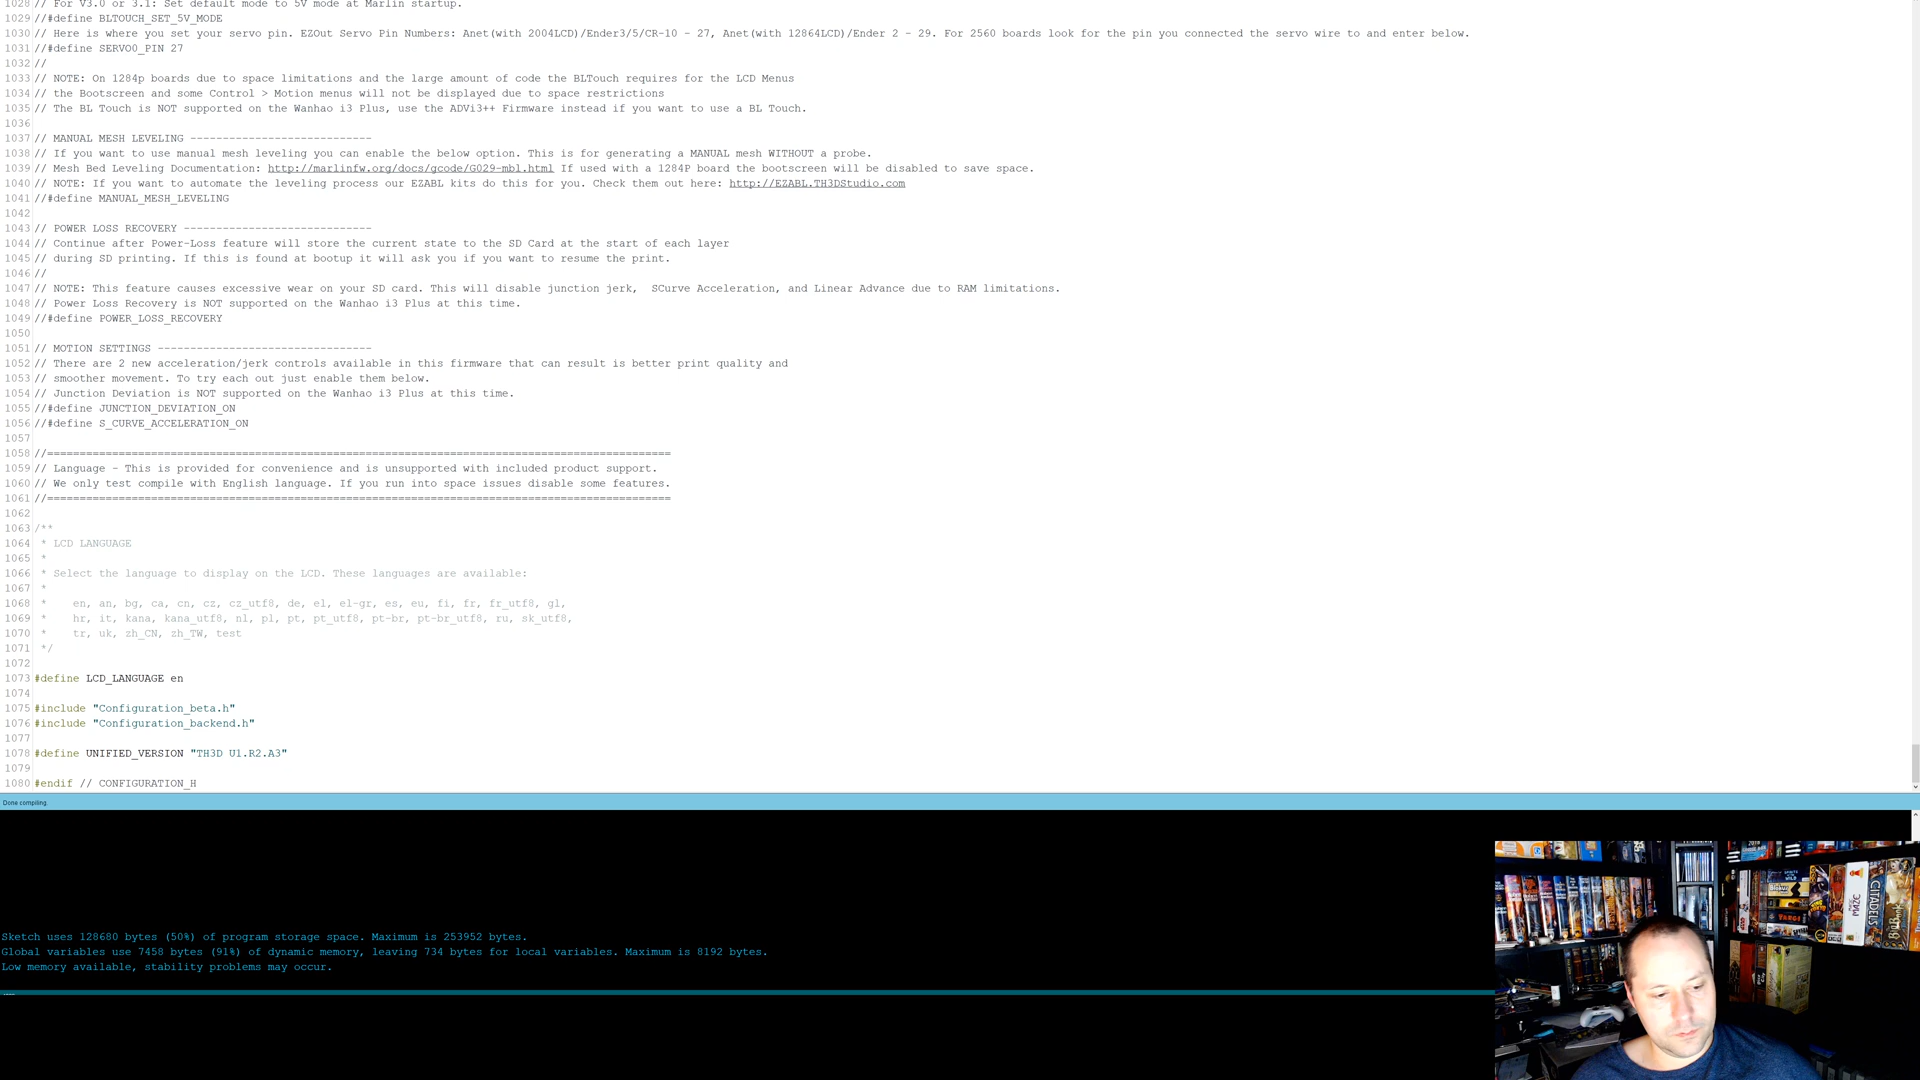 1028 // For V3.0 or 3.1: Set default mode to 5V mode at Marlin startup.
1029 //#define BLTOUCH_SET_5V_MODE
1030 // Here is where you set your servo pin. EZOut Servo Pin Numbers: Anet(with 2004LCD)/Ender3/5/CR-10 - 27, Anet(with 12864LCD)/Ender 2 - 29. For 2560 boards look for the pin you connected the servo wire to and enter below.
1031 //#define SERVO0_PIN 27
1032 //
1033 // NOTE: On 1284p boards due to space limitations and the large amount of code the BLTouch requires for the LCD Menus
1034 // the Bootscreen and some Control > Motion menus will not be displayed due to space restrictions
1035 // The BL Touch is NOT supported on the Wanhao i3 Plus, use the ADVi3++ Firmware instead if you want to use a BL Touch.
1036
1037 // MANUAL MESH LEVELING ----------------------------
1038 // If you want to use manual mesh leveling you can enable the below option. This is for generating a MANUAL mesh WITHOUT a probe.
1039 // Mesh Bed Leveling Documentation: http://marlinfw.org/docs/gcode/G029-mbl.html If used with a 1284P board the bootscreen will be disabled to save space.
1040 // NOTE: If you want to automate the leveling process our EZABL kits do this for you. Check them out here: http://EZABL.TH3DStudio.com
1041 //#define MANUAL_MESH_LEVELING
1042
1043 // POWER LOSS RECOVERY -----------------------------
1044 // Continue after Power-Loss feature will store the current state to the SD Card at the start of each layer
1045 // during SD printing. If this is found at bootup it will ask you if you want to resume the print.
1046 //
1047 // NOTE: This feature causes excessive wear on your SD card. This will disable junction jerk,  SCurve Acceleration, and Linear Advance due to RAM limitations.
1048 // Power Loss Recovery is NOT supported on the Wanhao i3 Plus at this time.
1049 //#define POWER_LOSS_RECOVERY
1050
1051 // MOTION SETTINGS ---------------------------------
1052 // There are 2 new acceleration/jerk controls available in this firmware that can result is better print quality and
1053 // smoother movement. To try each out just enable them below.
1054 // Junction Deviation is NOT supported on the Wanhao i3 Plus at this time.
1055 //#define JUNCTION_DEVIATION_ON
1056 //#define S_CURVE_ACCELERATION_ON
1057
1058 //================================================================================================
1059 // Language - This is provided for convenience and is unsupported with included product support.
1060 // We only test compile with English language. If you run into space issues disable some features.
1061 //================================================================================================
1062
1063 /**
1064 * LCD LANGUAGE
1065 *
1066 * Select the language to display on the LCD. These languages are available:
1067 *
1068 *    en, an, bg, ca, cn, cz, cz_utf8, de, el, el-gr, es, eu, fi, fr, fr_utf8, gl,
1069 *    hr, it, kana, kana_utf8, nl, pl, pt, pt_utf8, pt-br, pt-br_utf8, ru, sk_utf8,
1070 *    tr, uk, zh_CN, zh_TW, test
1071 */
1072
1073 #define LCD_LANGUAGE en
1074
1075 #include "Configuration_beta.h"
1076 #include "Configuration_backend.h"
1077
1078 #define UNIFIED_VERSION "TH3D U1.R2.A3"
1079
1080 #endif // CONFIGURATION_H
Done compiling.
Sketch uses 128680 bytes (50%) of program storage space. Maximum is 253952 bytes.
Global variables use 7458 bytes (91%) of dynamic memory, leaving 734 bytes for local variables. Maximum is 8192 bytes.
Low memory available, stability problems may occur.
CITADELS
MAZE